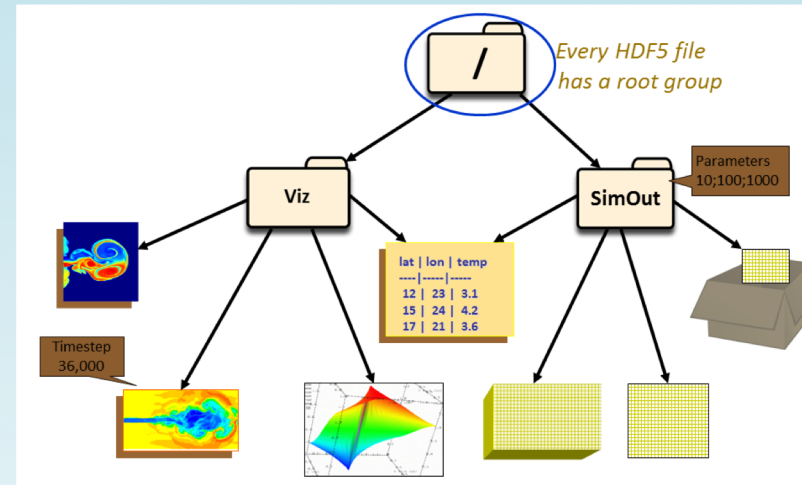 /
Every HDF5 file
has a root group
Parameters
10;100;1000
Viz
SimOut
lat | lon | temp
----|-----|-----
12 | 23 | 3.1
15 | 24 | 4.2
17 | 21 | 3.6
Timestep
36,000